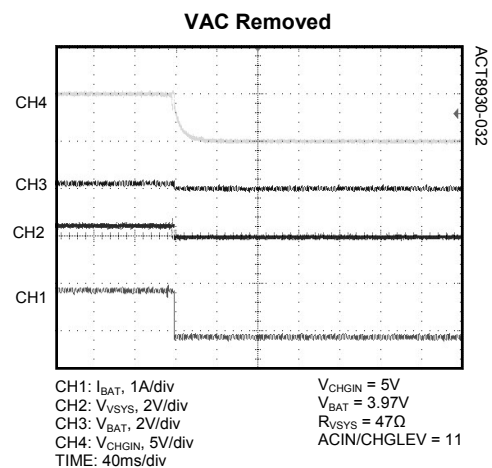 VAC Removed
ACT8930-032
CH4
CH3
CH2
CH1
CH1: IBAT, 1A/div
CH2: VVSYS, 2V/div
CH3: VBAT, 2V/div
CH4: VCHGIN, 5V/div
TIME: 40ms/div
VCHGIN = 5V
VBAT = 3.97V
RVSYS = 47Ω
ACIN/CHGLEV = 11